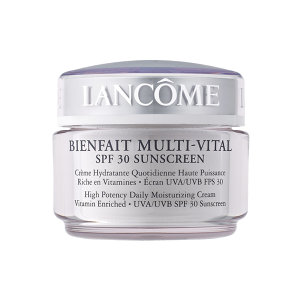 LANCÔME
BIENFAIT MULTI-VITAL
SPF 30 SUNSCREEN
Crème Hydratante Quotidienne Haute Puissance
Riche en Vitamines • Écran UVA/UVB FPS 30
High Potency Daily Moisturizing Cream
Vitamin Enriched • UVA/UVB SPF 30 Sunscreen